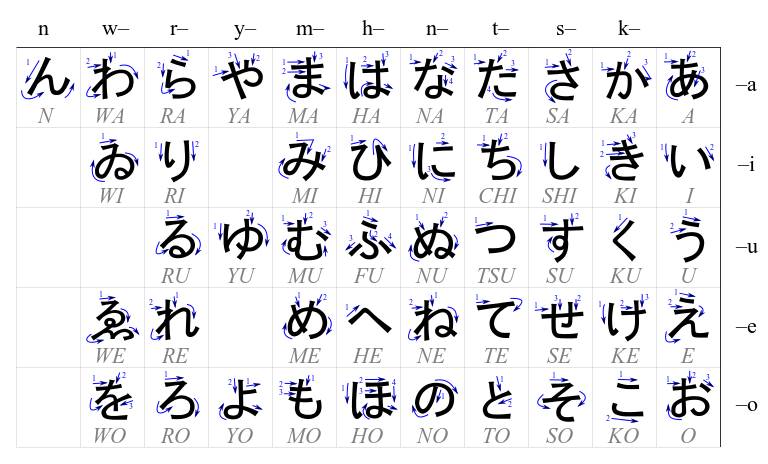 n w– r– y– m– h– n– t– s– k–
ん わ ら や ま は な た さ か あ –a
N WA RA YA MA HA NA TA SA KA A
ゐ り み ひ に ち し き い –i
WI RI MI HI NI CHI SHI KI I
る ゆ む ふ ぬ つ す く う –u
RU YU MU FU NU TSU SU KU U
ゑ れ め へ ね て せ け え –e
WE RE ME HE NE TE SE KE E
を ろ よ も ほ の と そ こ お –o
WO RO YO MO HO NO TO SO KO O